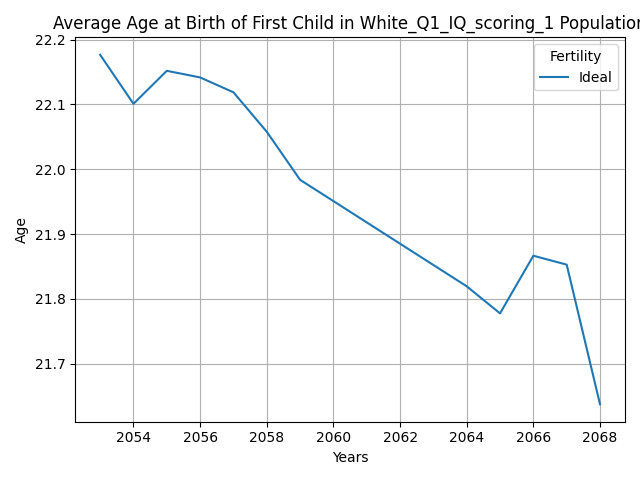 Average Age at Birth of First Child in White_Q1_IQ_scoring_1 Population
Fertility
Ideal
22.2
22.1
22.0
21.9
21.8
21.7
Age
2054 2056 2058 2060 2062 2064 2066 2068
Years